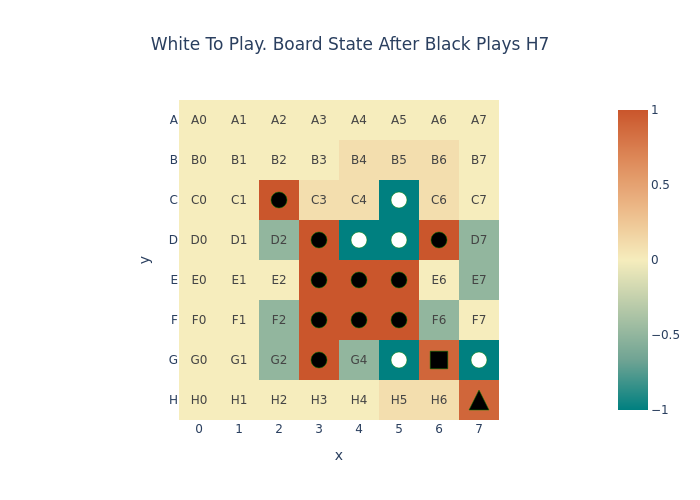 White To Play. Board State After Black Plays H7
A A0 A1 A2 A3 A4 A5 A6 A7
B B0 B1 B2 B3 B4 B5 B6 B7
C C0 C1 C3 C4 C6 C7
D D0 D1 D2 D7
E E0 E1 E2 E6 E7
F F0 F1 F2 F6 F7
G G0 G1 G2 G4
H H0 H1 H2 H3 H4 H5 H6
0 1 2 3 4 5 6 7
x
y
1
0.5
0
−0.5
−1